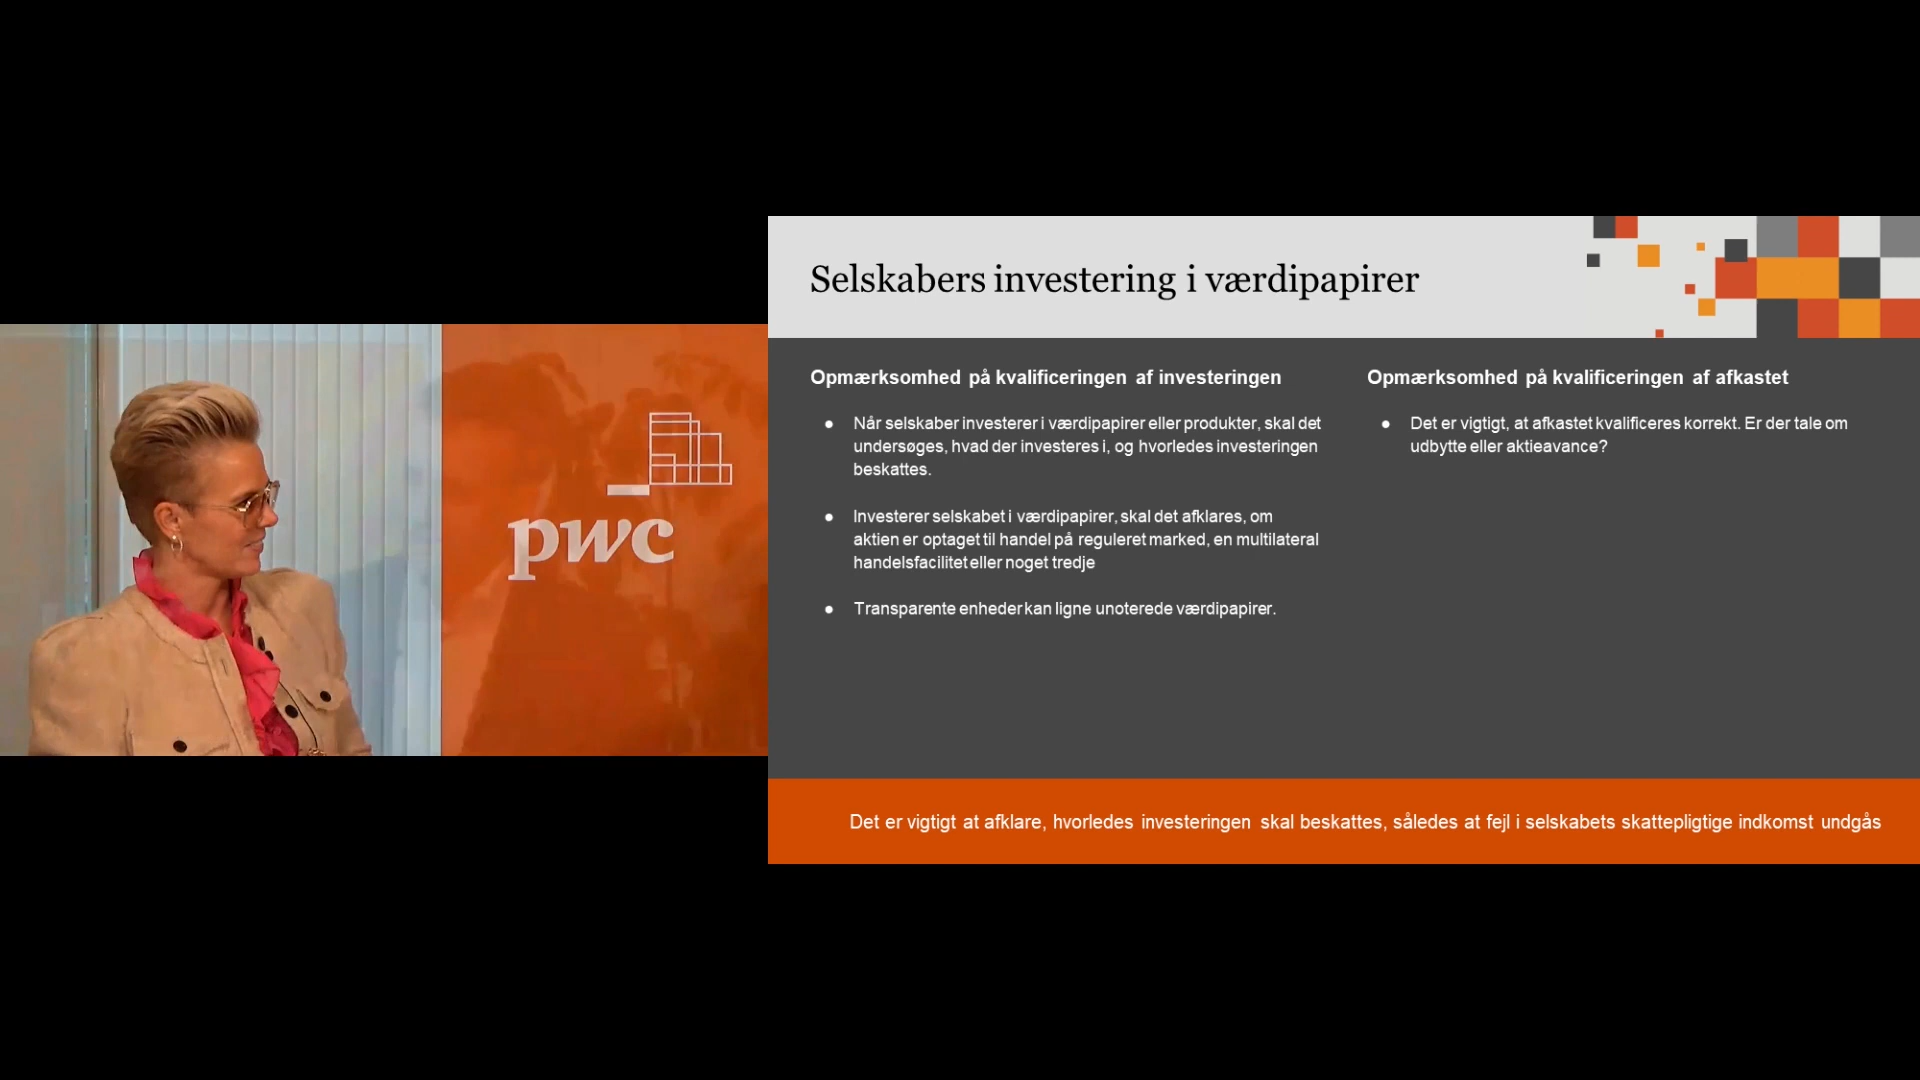 pwc
Selskabers investering i værdipapirer
Opmærksomhed på kvalificeringen af investeringen
● Når selskaber investerer i værdipapirer eller produkter, skal det
undersøges, hvad der investeres i, og hvorledes investeringen
beskattes.
● Investerer selskabet i værdipapirer, skal det afklares, om
aktien er optaget til handel på reguleret marked, en multilateral
handelsfacilitet eller noget tredje
● Transparente enheder kan ligne unoterede værdipapirer.
Opmærksomhed på kvalificeringen af afkastet
● Det er vigtigt, at afkastet kvalificeres korrekt. Er der tale om
udbytte eller aktieavance?
Det er vigtigt at afklare, hvorledes investeringen skal beskattes, således at fejl i selskabets skattepligtige indkomst undgås